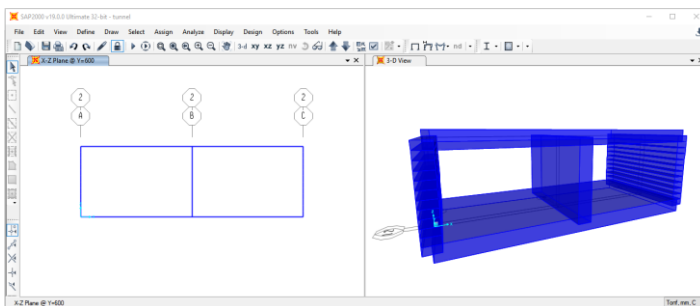 SAP2000 v19.0.0 Ultimate 32-bit - tunnel
File Edit View Define Draw Select Assign Analyze Display Design Options Tools Help
3-d xy xz yz nv nd
X-Z Plane @ Y=600
3-D View
2 2 2
A B C
X-Z Plane @ Y=600
Tonf, mm, C